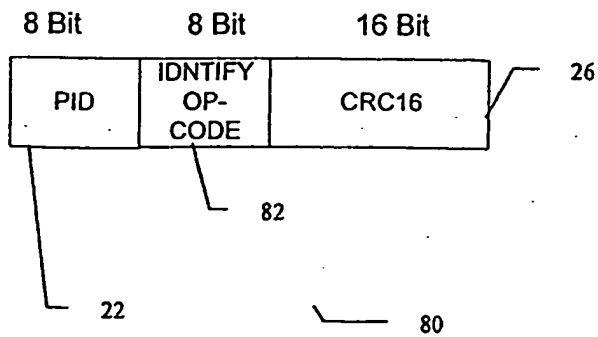 8 Bit 8 Bit 16 Bit
PID
IDNTIFY
OP-
CODE
CRC16
26
82
22
80